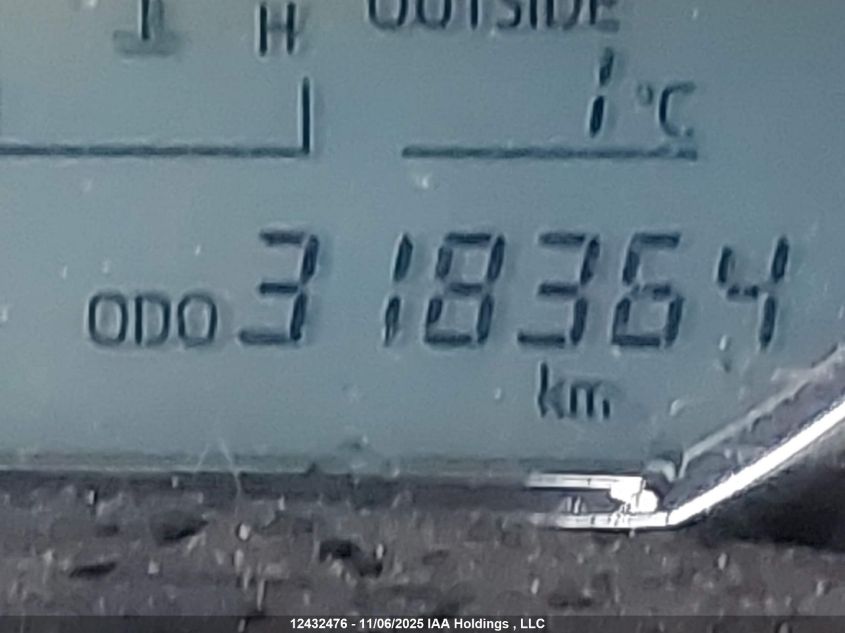 H OUTSIDE
1 °C
ODO 318364
km
12432476 - 11/06/2025 IAA Holdings , LLC